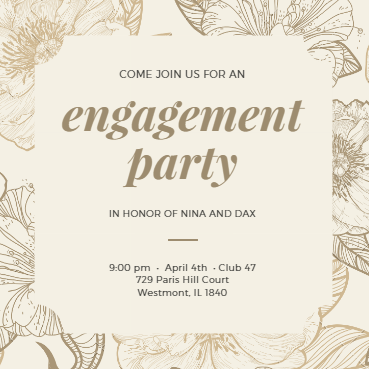 COME JOIN US FOR AN
engagement
party
IN HONOR OF NINA AND DAX
9:00 pm • April 4th • Club 47
729 Paris Hill Court
Westmont, IL 1840